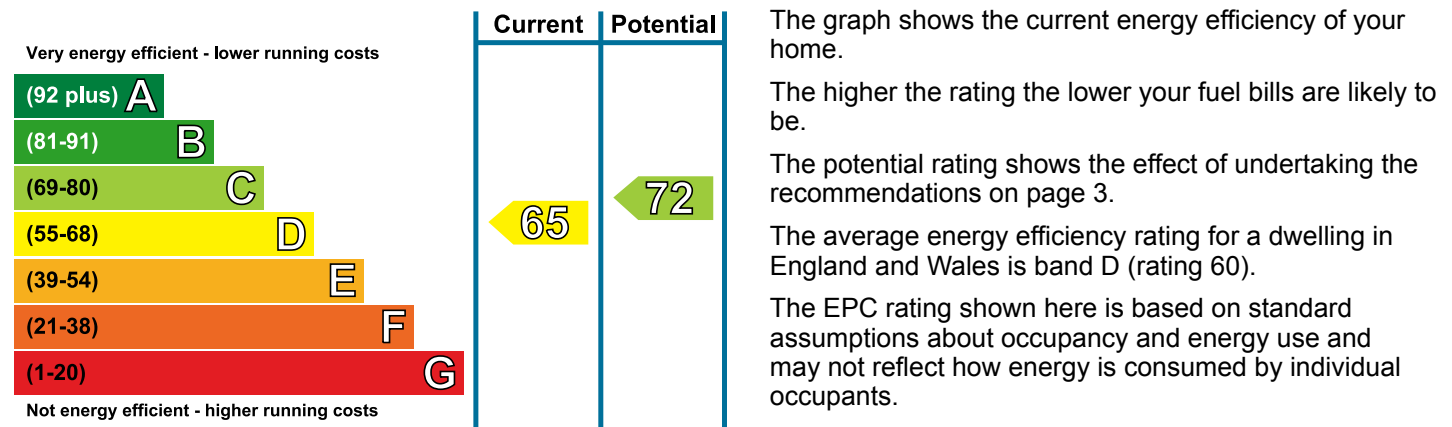 Current Potential
Very energy efficient - lower running costs
(92 plus) A
(81-91) B
(69-80) C
(55-68) D
(39-54) E
(21-38) F
(1-20) G
Not energy efficient - higher running costs
65
72
The graph shows the current energy efficiency of your
home.
The higher the rating the lower your fuel bills are likely to
be.
The potential rating shows the effect of undertaking the
recommendations on page 3.
The average energy efficiency rating for a dwelling in
England and Wales is band D (rating 60).
The EPC rating shown here is based on standard
assumptions about occupancy and energy use and
may not reflect how energy is consumed by individual
occupants.